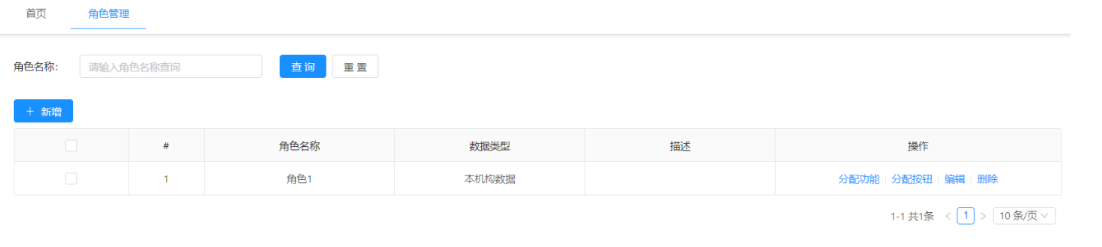 首页 角色管理
角色名称: 请输入角色名称查询 查询 重置
+ 新增
# 角色名称 数据类型 描述 操作
1 角色1 本机构数据 分配功能 | 分配按钮 | 编辑 | 删除
1-1 共1条 < 1 > 10 条/页